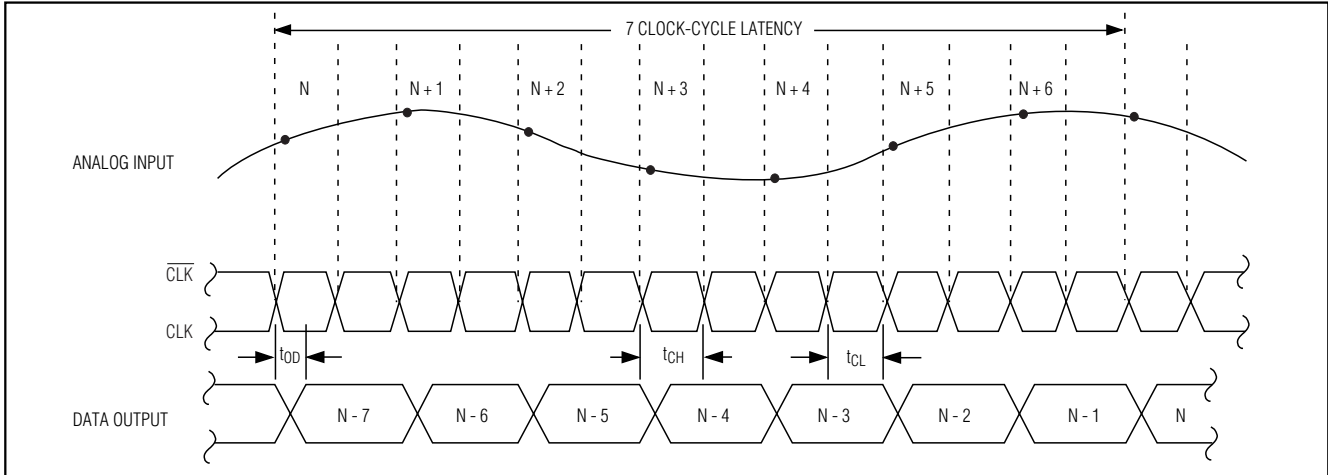 7 CLOCK-CYCLE LATENCY
N N + 1 N + 2 N + 3 N + 4 N + 5 N + 6
ANALOG INPUT
CLK
CLK
tOD tCH tCL
DATA OUTPUT N - 7 N - 6 N - 5 N - 4 N - 3 N - 2 N - 1 N